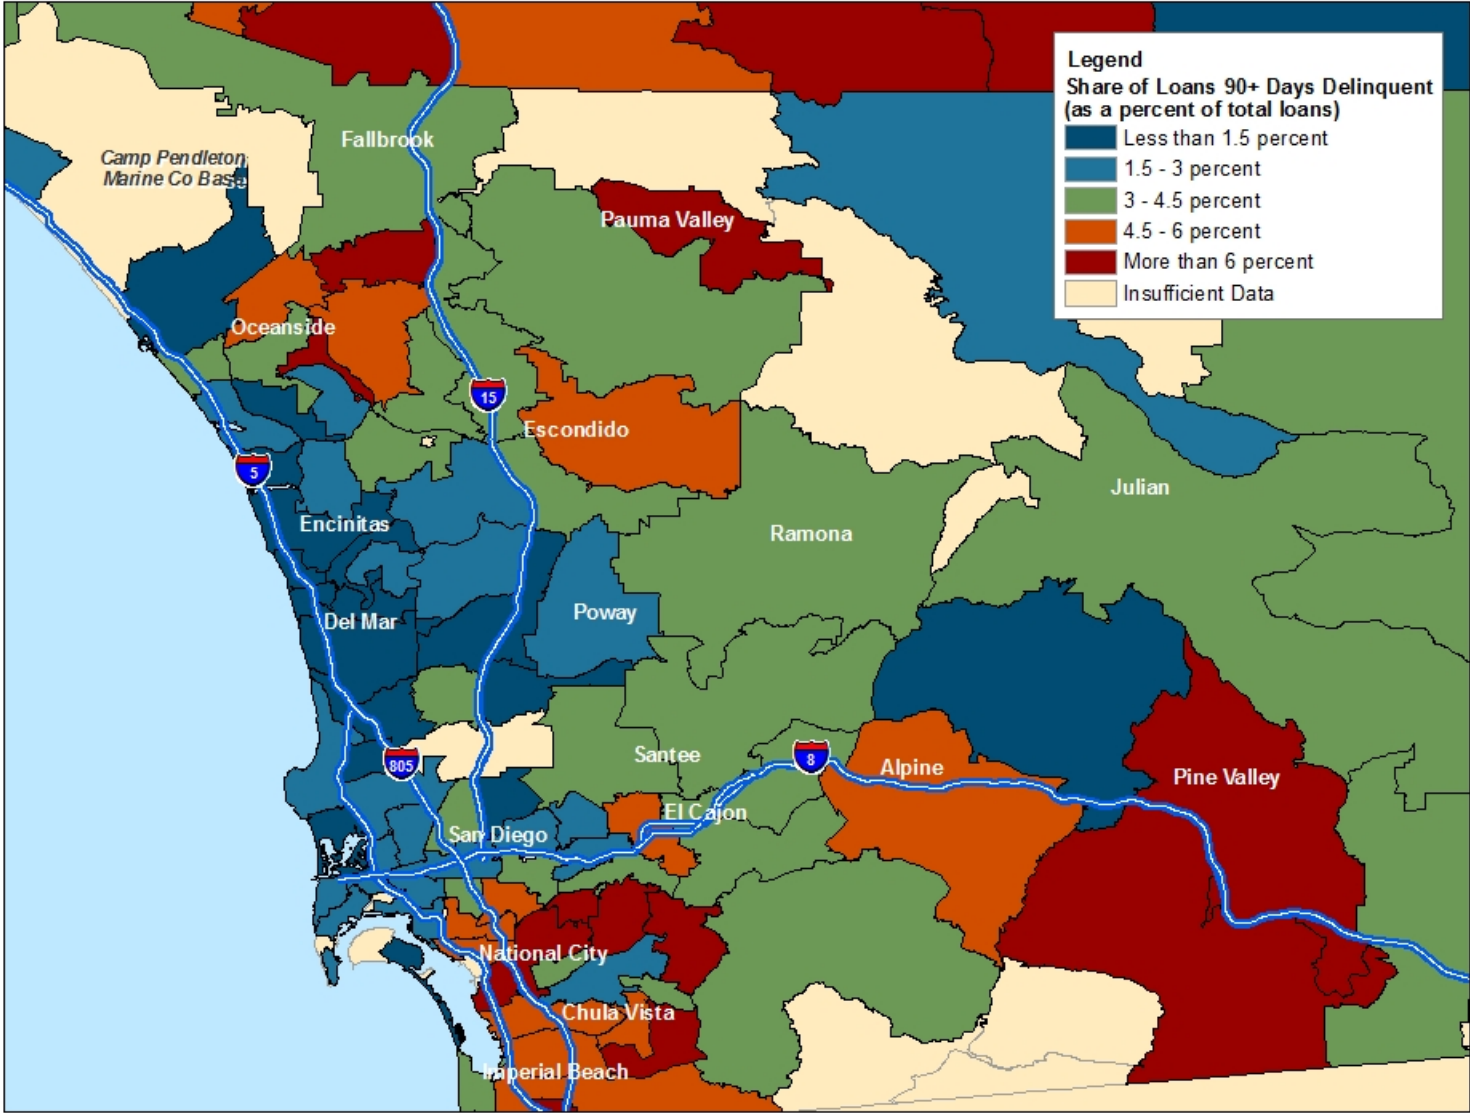 Legend
Share of Loans 90+ Days Delinquent
(as a percent of total loans)
Less than 1.5 percent
1.5 - 3 percent
3 - 4.5 percent
4.5 - 6 percent
More than 6 percent
Insufficient Data
Fallbrook
Camp Pendleton
Marine Co Base
Pauma Valley
Oceanside
15
Escondido
5
Julian
Encinitas
Ramona
Poway
Del Mar
Santee
805
8
Alpine
Pine Valley
El Cajon
San Diego
National City
Chula Vista
Imperial Beach